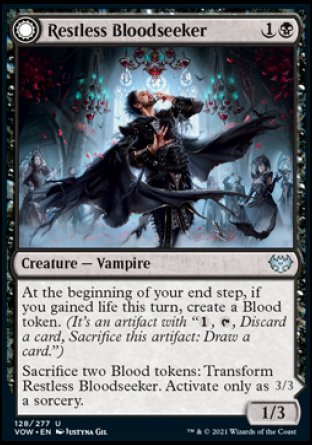 Restless Bloodseeker 1
Creature — Vampire
At the beginning of your end step, if
you gained life this turn, create a Blood
token. (It's an artifact with “1, , Discard
a card, Sacrifice this artifact: Draw a
card.”)
Sacrifice two Blood tokens: Transform
Restless Bloodseeker. Activate only as
a sorcery.
3/3
1/3
128/277 U
VOW • EN Justyna Gil
™ & © 2021 Wizards of the Coast